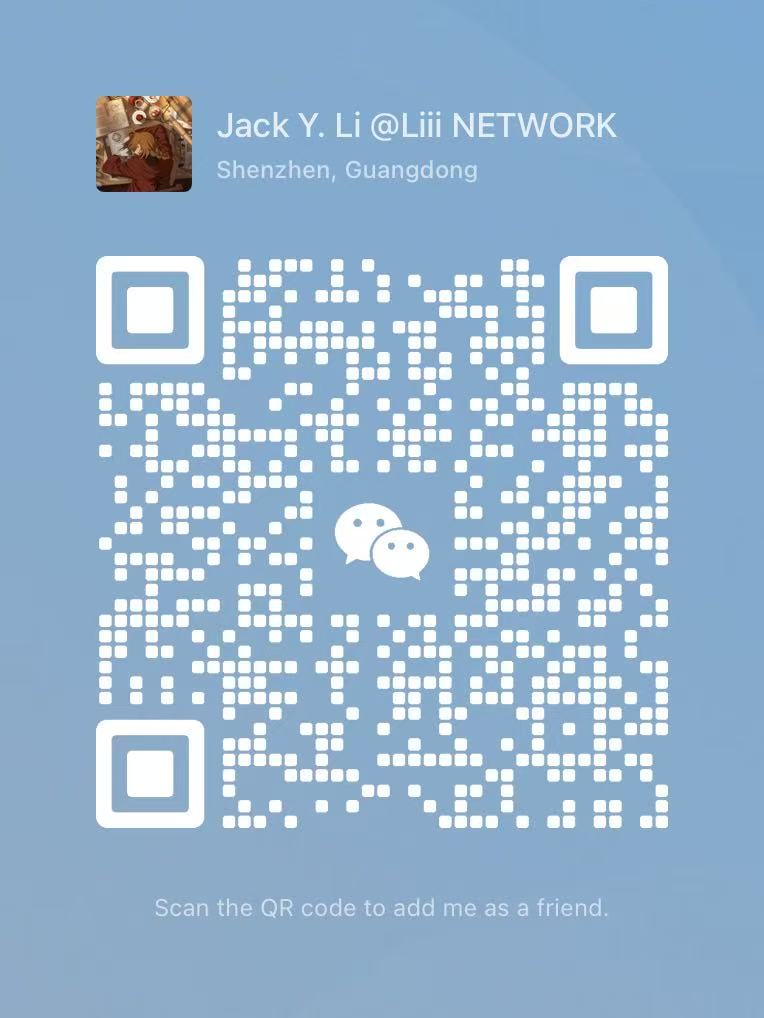 Jack Y. Li @Liii NETWORK
Shenzhen, Guangdong
Scan the QR code to add me as a friend.